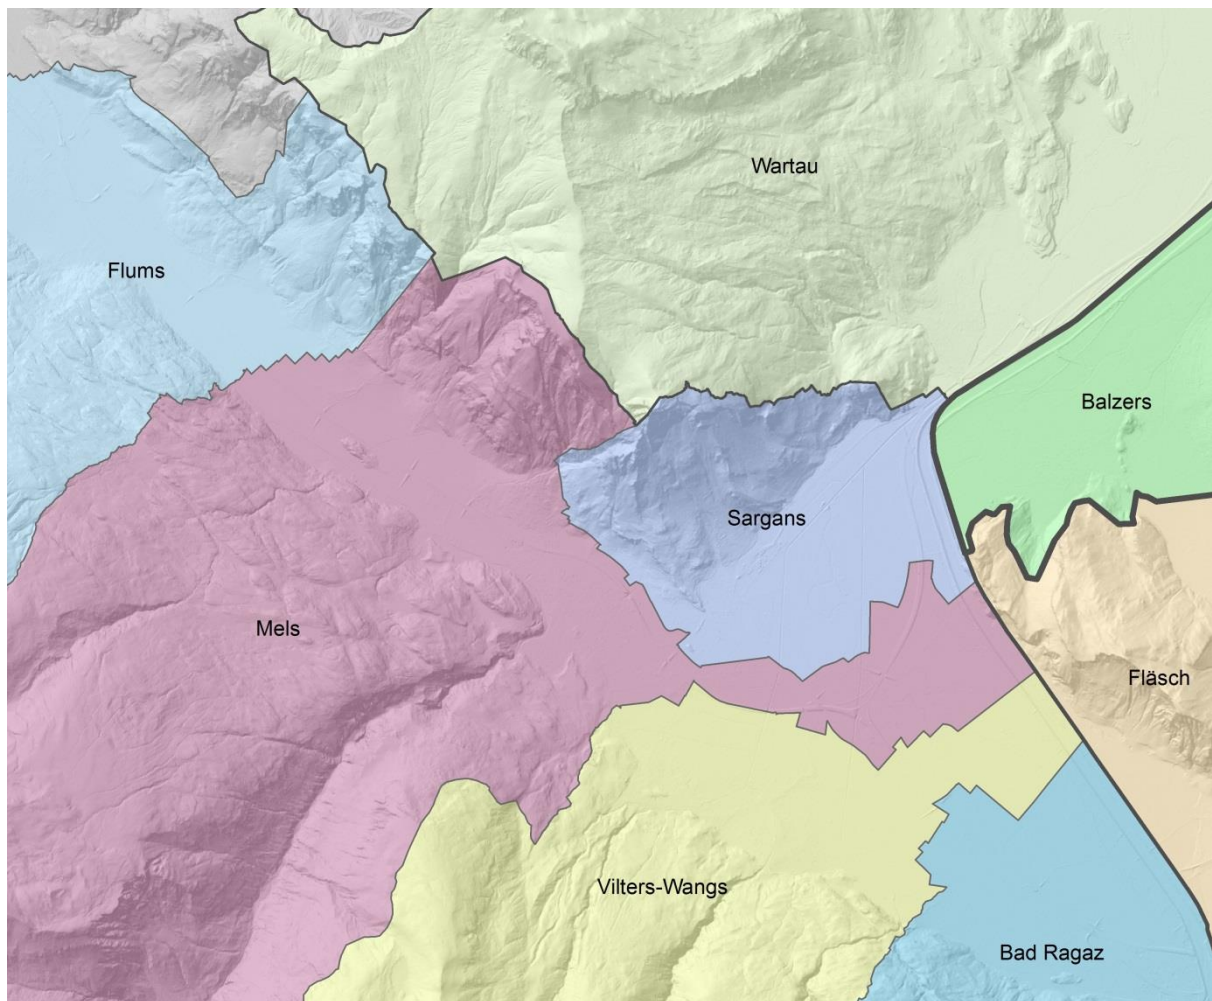 Wartau
Flums
Balzers
Sargans
Mels
Fläsch
Vilters-Wangs
Bad Ragaz